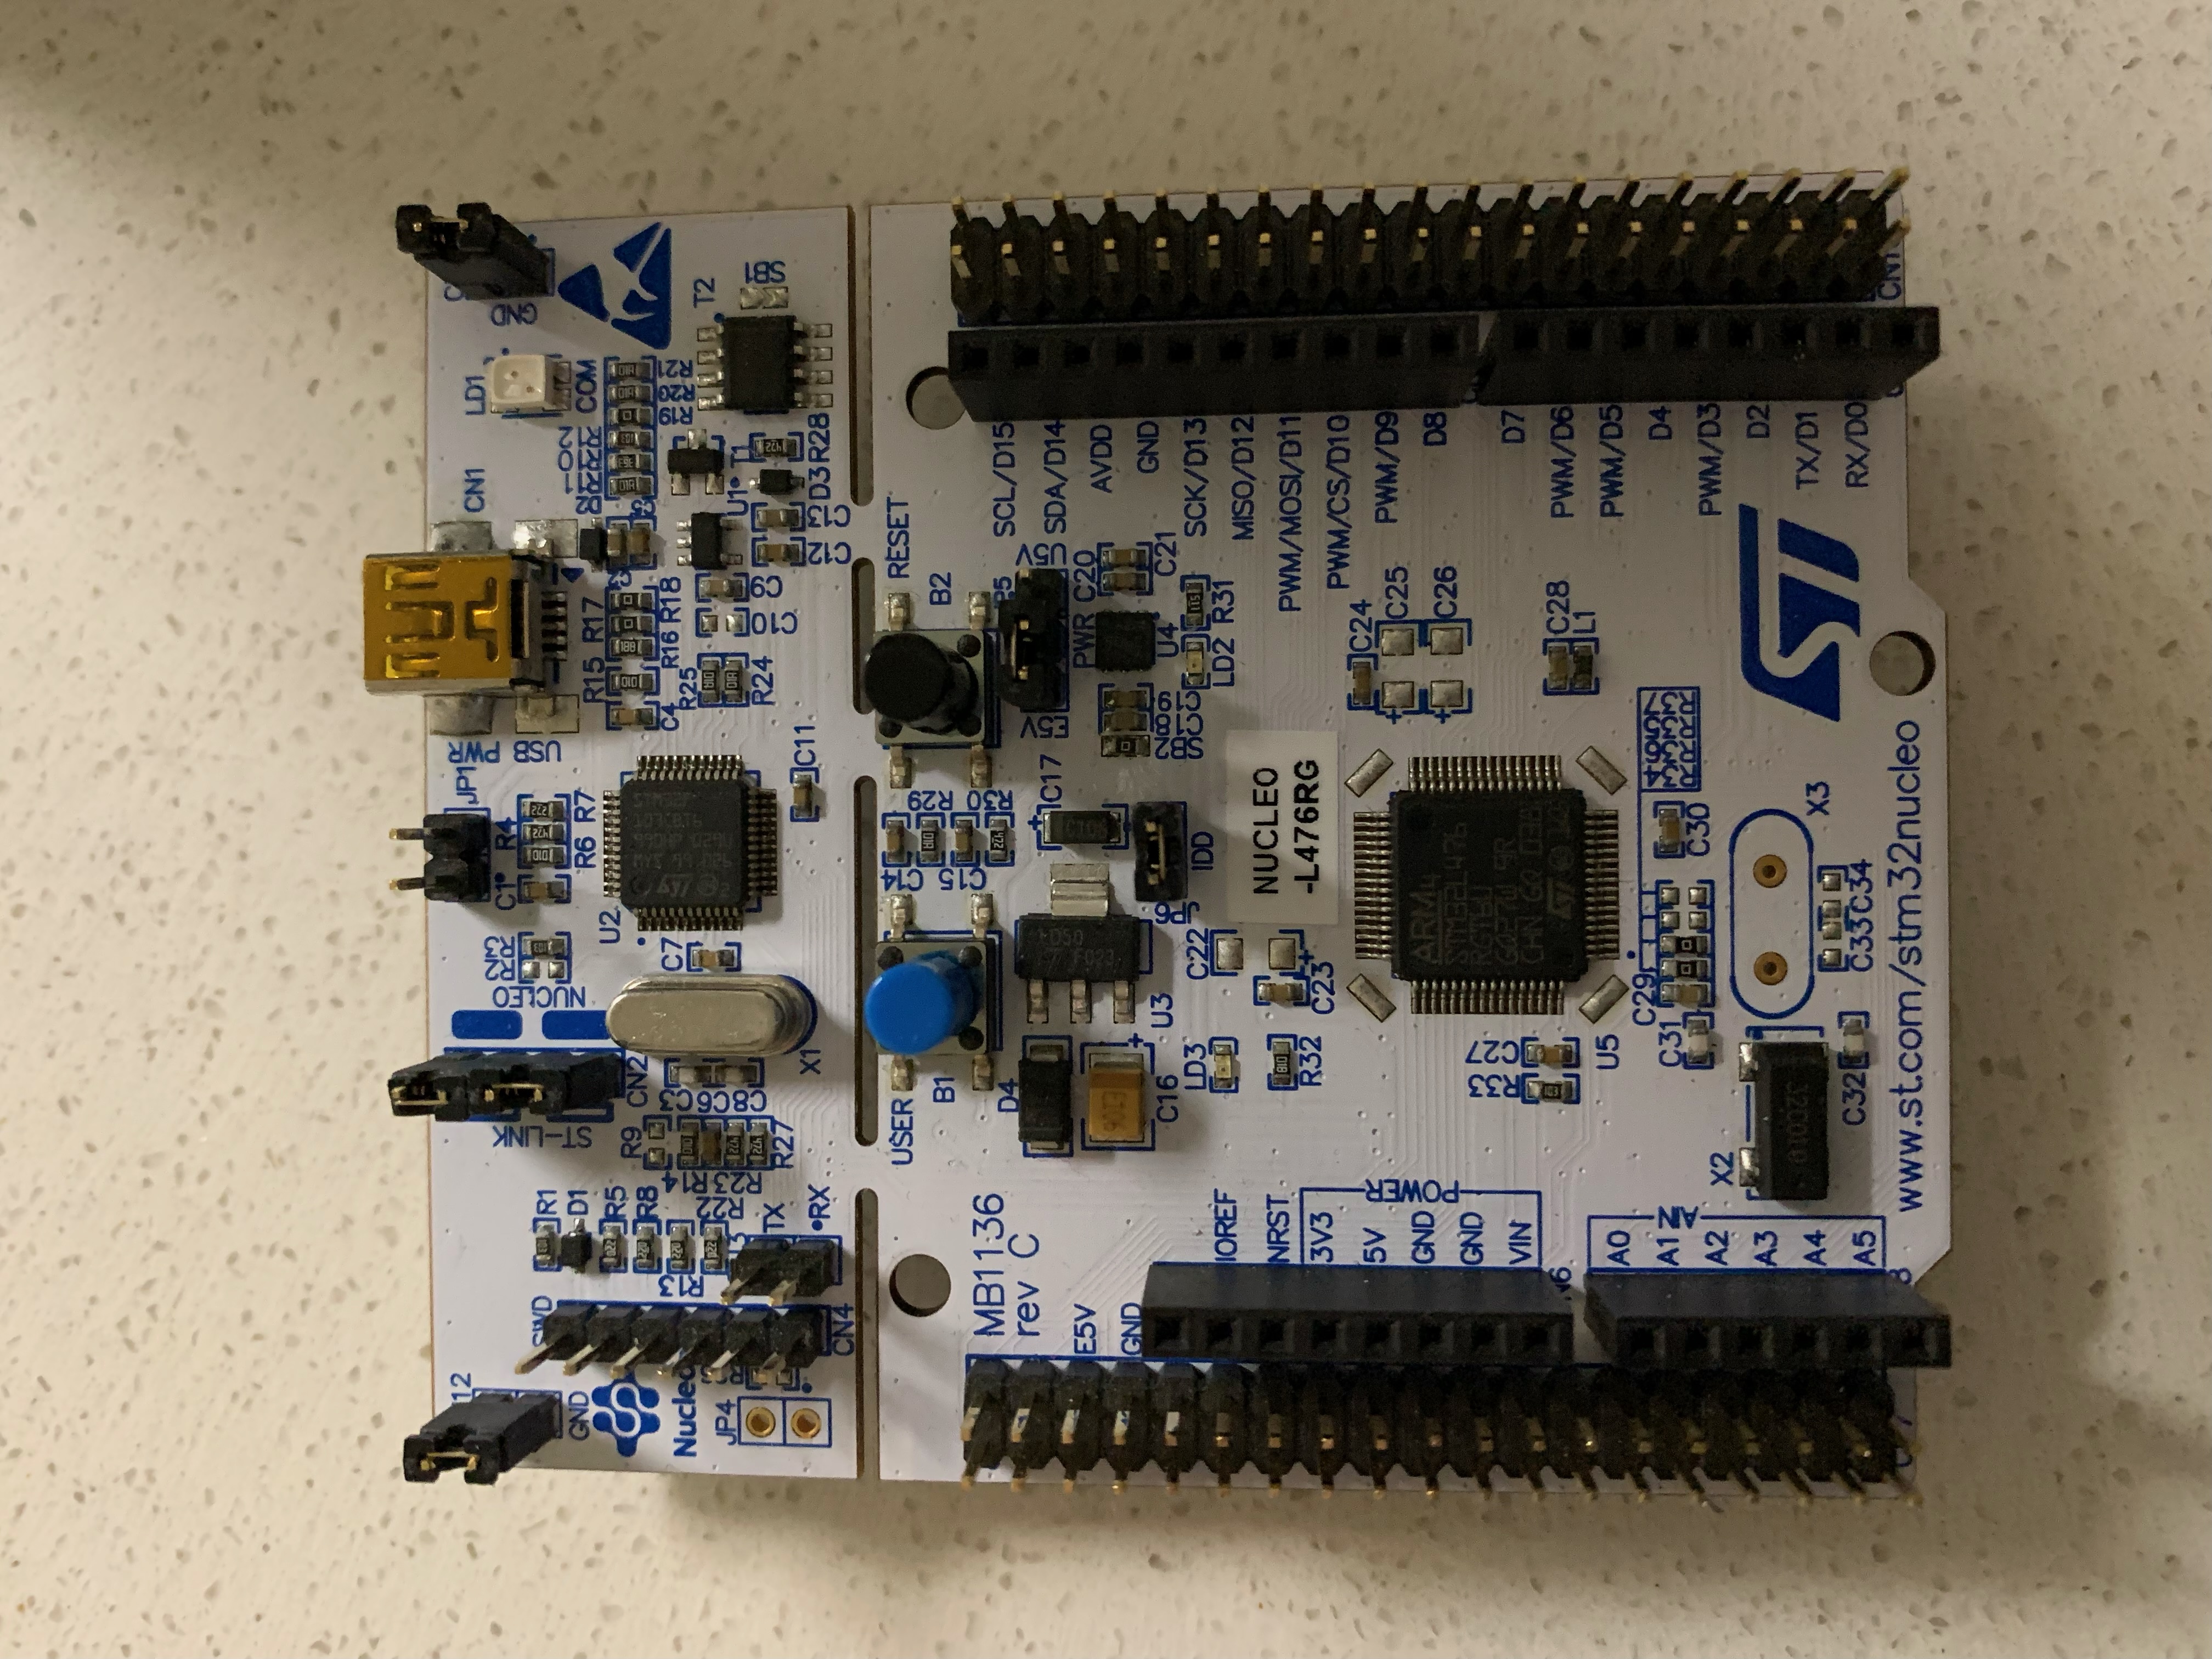 12
GND
SWD
R1
D1
R5
R8
R13
R22
JP4
TX
RX
CN4
ST-LINK
NUCLEO
CN2
R2
R3
C1
R4
JP1
R6
R7
USB PWR
CN1
LD1
COM
GND
R9
R14
R23
C3
C6
C8
R27
X1
C7
U2
C11
R15
R17
C4
R16
R18
R11
R10
R12
R19
R20
R21
R25
R24
C10
C9
C12
C13
D3
R28
T2
SB1
USER
B1
C14
R29
C15
R30
RESET
B2
MB1136
rev C
D4
C16
U3
C17
E5V
U5V
PWR
C20
SB2
C18
C19
U4
C21
LD2
R31
JP6
IDD
LD3
R32
C22
C23
NUCLEO
-L476RG
E5V
GND
IOREF
NRST
3V3
5V
GND
GND
VIN
POWER
A0
A1
A2
A3
A4
A5
AIN
SCL/D15
SDA/D14
AVDD
GND
SCK/D13
MISO/D12
PWM/MOSI/D11
PWM/CS/D10
PWM/D9
D8
D7
PWM/D6
PWM/D5
D4
PWM/D3
D2
TX/D1
RX/D0
C24
C25
C26
C28
L1
ARM
STM32L476
RGT6U
GQ27W 9R
CHN GQ 038
ST
R33
C27
U5
C29
C31
C30
R34
R36
R35
R37
X2
X3
C32
C33
C34
ST
www.st.com/stm32nucleo